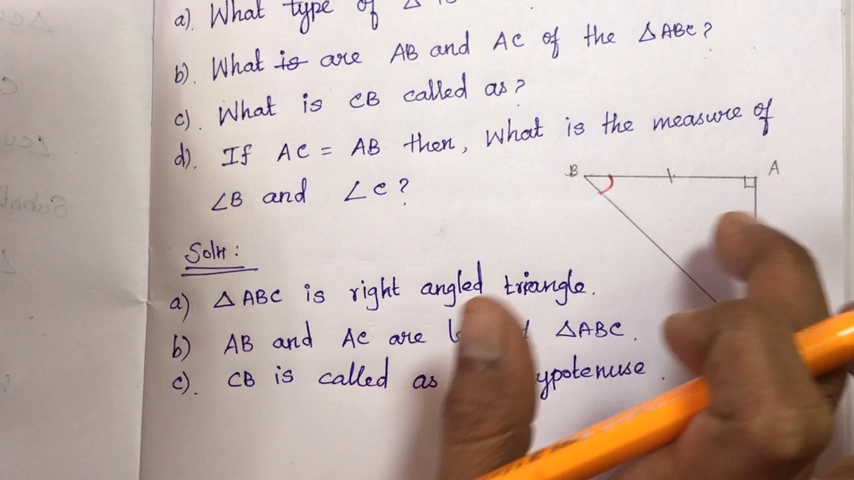 a). What type of Δ is
b). What is are AB and AC of the ΔABC?
c). What is CB called as?
d). If AC = AB then, What is the measure of
∠B and ∠C?
B A
Soln:
a) ΔABC is right angled triangle.
b) AB and AC are ΔABC.
c). CB is called as ypotenuse.